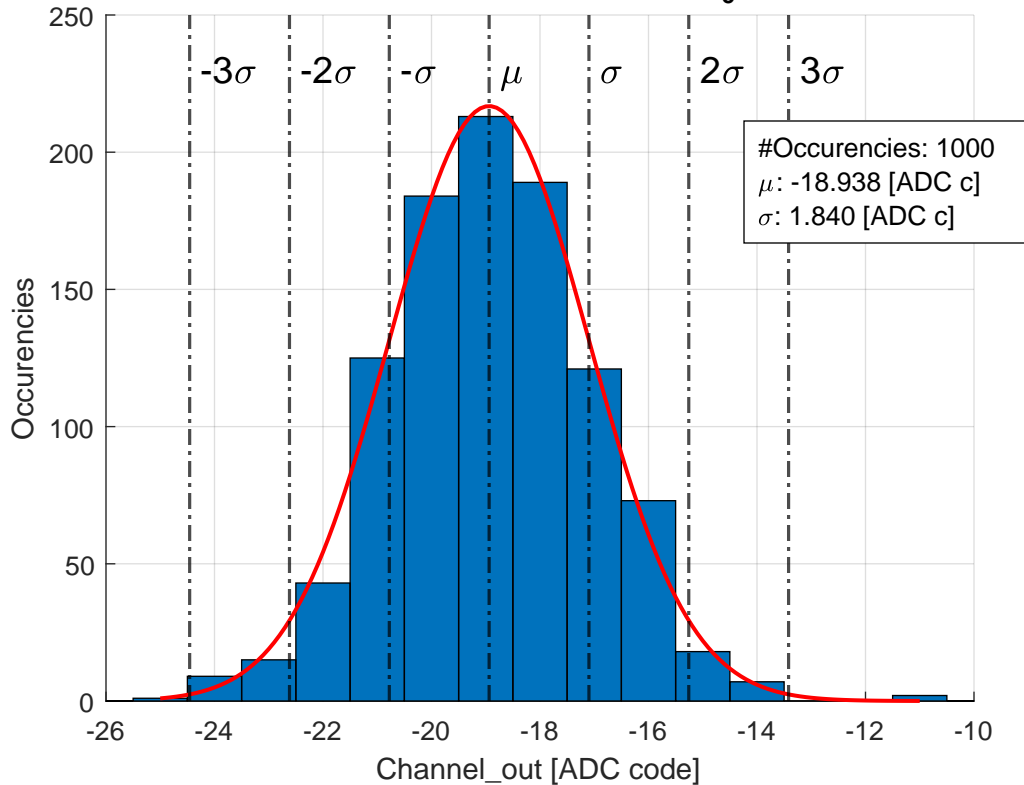 250
200
150
100
50
0
-3σ
-2σ
-σ
μ
σ
2σ
3σ
#Occurencies: 1000
μ: -18.938 [ADC c]
σ: 1.840 [ADC c]
Occurencies
-26
-24
-22
-20
-18
-16
-14
-12
-10
Channel_out [ADC code]